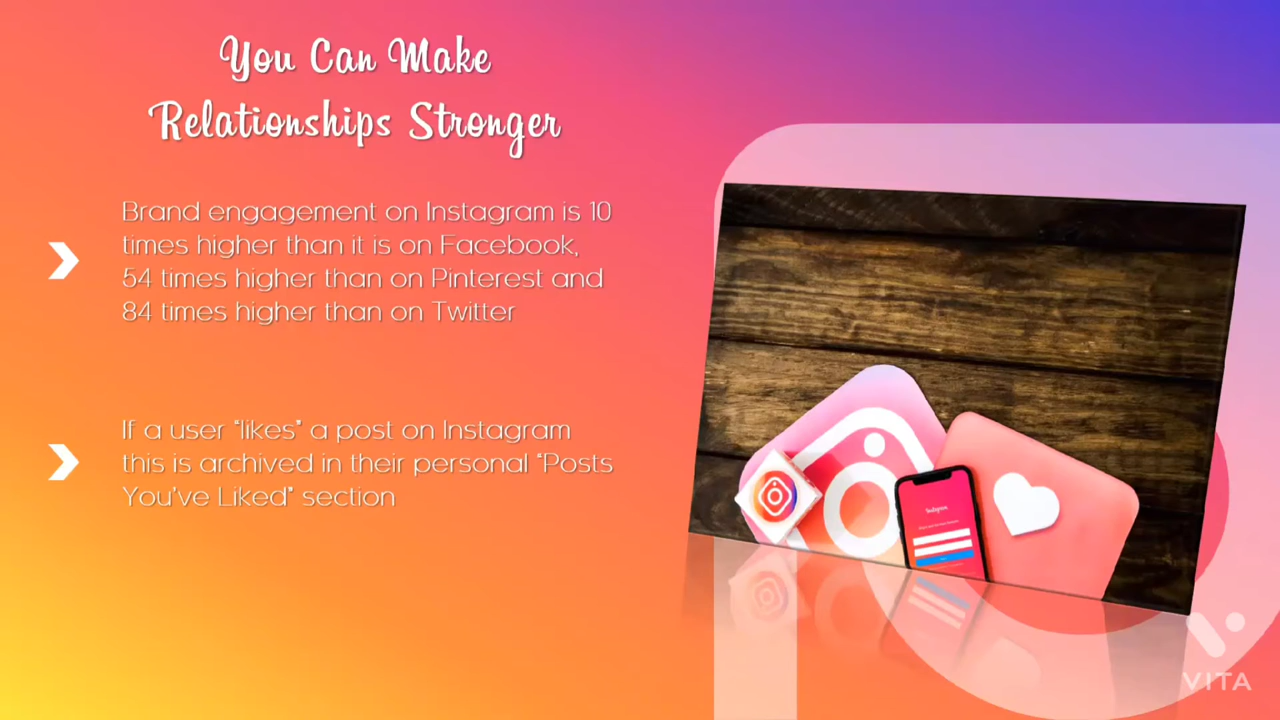 You Can Make
Relationships Stronger
Brand engagement on Instagram is 10
times higher than it is on Facebook,
54 times higher than on Pinterest and
84 times higher than on Twitter
If a user “likes” a post on Instagram
this is archived in their personal “Posts
You’ve Liked” section
Instagram
VITA